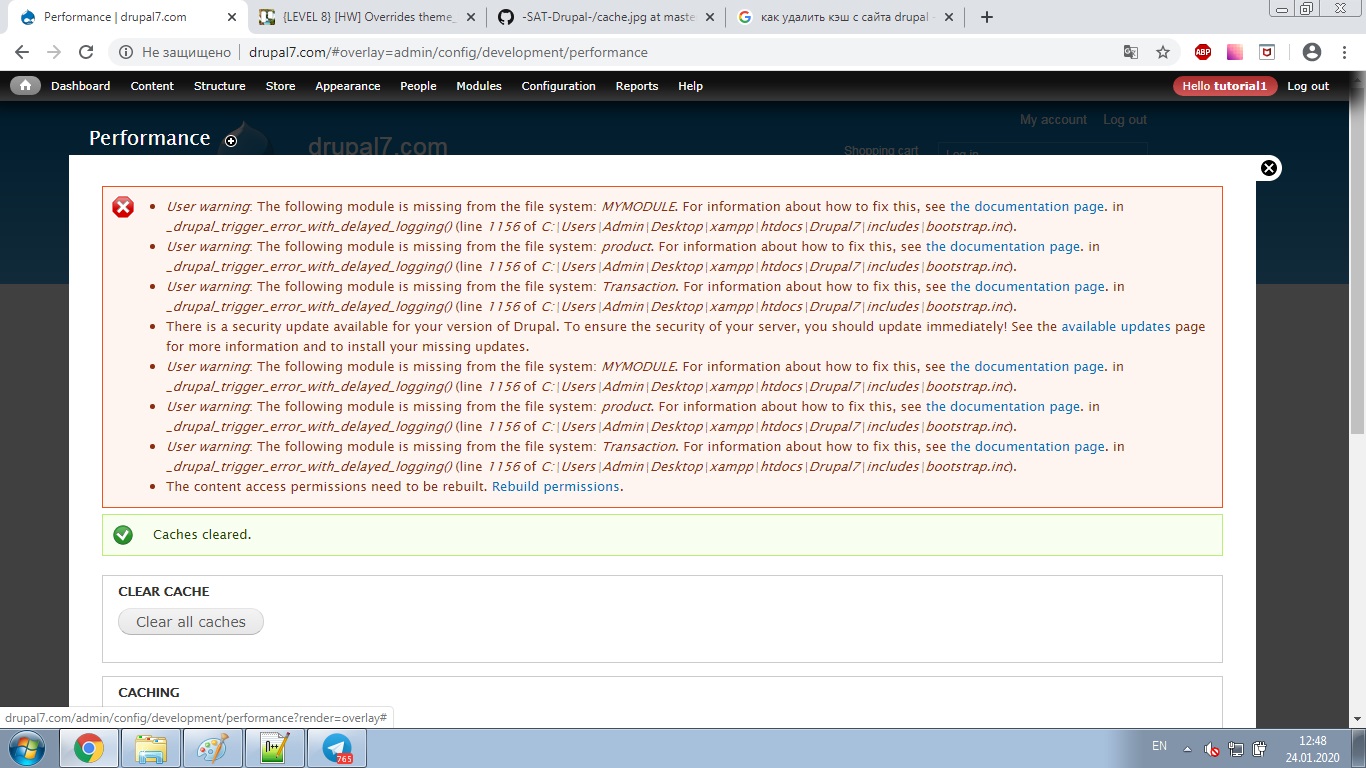 Performance | drupal7.com
{LEVEL 8} [HW] Overrides theme_
-SAT-Drupal-/cache.jpg at maste
как удалить кэш с сайта drupal -
Не защищено | drupal7.com/#overlay=admin/config/development/performance
ABP
Dashboard Content Structure Store Appearance People Modules Configuration Reports Help Hello tutorial1 Log out
My account Log out
Performance
drupal7.com
Shopping cart
Log in
User warning: The following module is missing from the file system: MYMODULE. For information about how to fix this, see the documentation page. in
_drupal_trigger_error_with_delayed_logging() (line 1156 of C:\Users\Admin\Desktop\xampp\htdocs\Drupal7\includes\bootstrap.inc).
User warning: The following module is missing from the file system: product. For information about how to fix this, see the documentation page. in
_drupal_trigger_error_with_delayed_logging() (line 1156 of C:\Users\Admin\Desktop\xampp\htdocs\Drupal7\includes\bootstrap.inc).
User warning: The following module is missing from the file system: Transaction. For information about how to fix this, see the documentation page. in
_drupal_trigger_error_with_delayed_logging() (line 1156 of C:\Users\Admin\Desktop\xampp\htdocs\Drupal7\includes\bootstrap.inc).
There is a security update available for your version of Drupal. To ensure the security of your server, you should update immediately! See the available updates page
for more information and to install your missing updates.
User warning: The following module is missing from the file system: MYMODULE. For information about how to fix this, see the documentation page. in
_drupal_trigger_error_with_delayed_logging() (line 1156 of C:\Users\Admin\Desktop\xampp\htdocs\Drupal7\includes\bootstrap.inc).
User warning: The following module is missing from the file system: product. For information about how to fix this, see the documentation page. in
_drupal_trigger_error_with_delayed_logging() (line 1156 of C:\Users\Admin\Desktop\xampp\htdocs\Drupal7\includes\bootstrap.inc).
User warning: The following module is missing from the file system: Transaction. For information about how to fix this, see the documentation page. in
_drupal_trigger_error_with_delayed_logging() (line 1156 of C:\Users\Admin\Desktop\xampp\htdocs\Drupal7\includes\bootstrap.inc).
The content access permissions need to be rebuilt. Rebuild permissions.
Caches cleared.
CLEAR CACHE
Clear all caches
CACHING
drupal7.com/admin/config/development/performance?render=overlay#
765
EN
12:48
24.01.2020